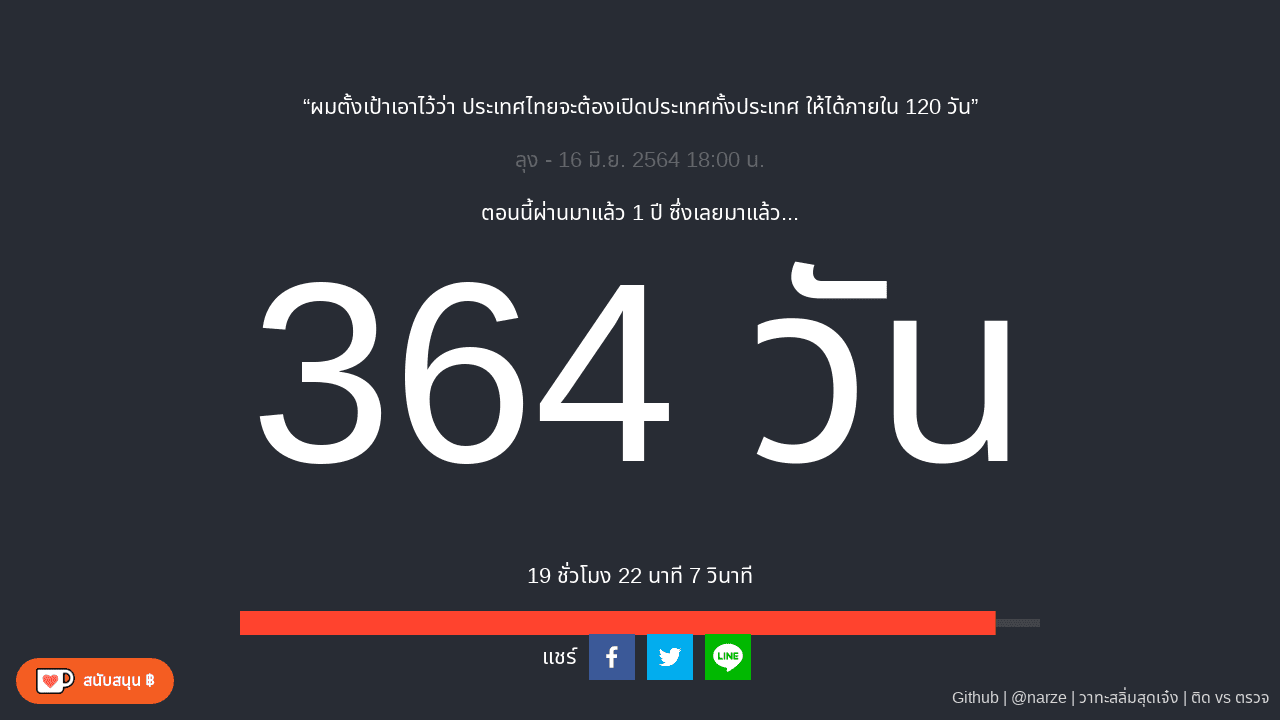 “ผมตั้งเป้าเอาไว้ว่า ประเทศไทยจะต้องเปิดประเทศทั้งประเทศ ให้ได้ภายใน 120 วัน”
ลุง - 16 มิ.ย. 2564 18:00 น.
ตอนนี้ผ่านมาแล้ว 1 ปี ซึ่งเลยมาแล้ว...
364 วัน
19 ชั่วโมง 22 นาที 7 วินาที
แชร์
LINE
สนับสนุน ฿
Github | @narze | วาทะสลิ่มสุดเจ๋ง | ติด vs ตรวจ